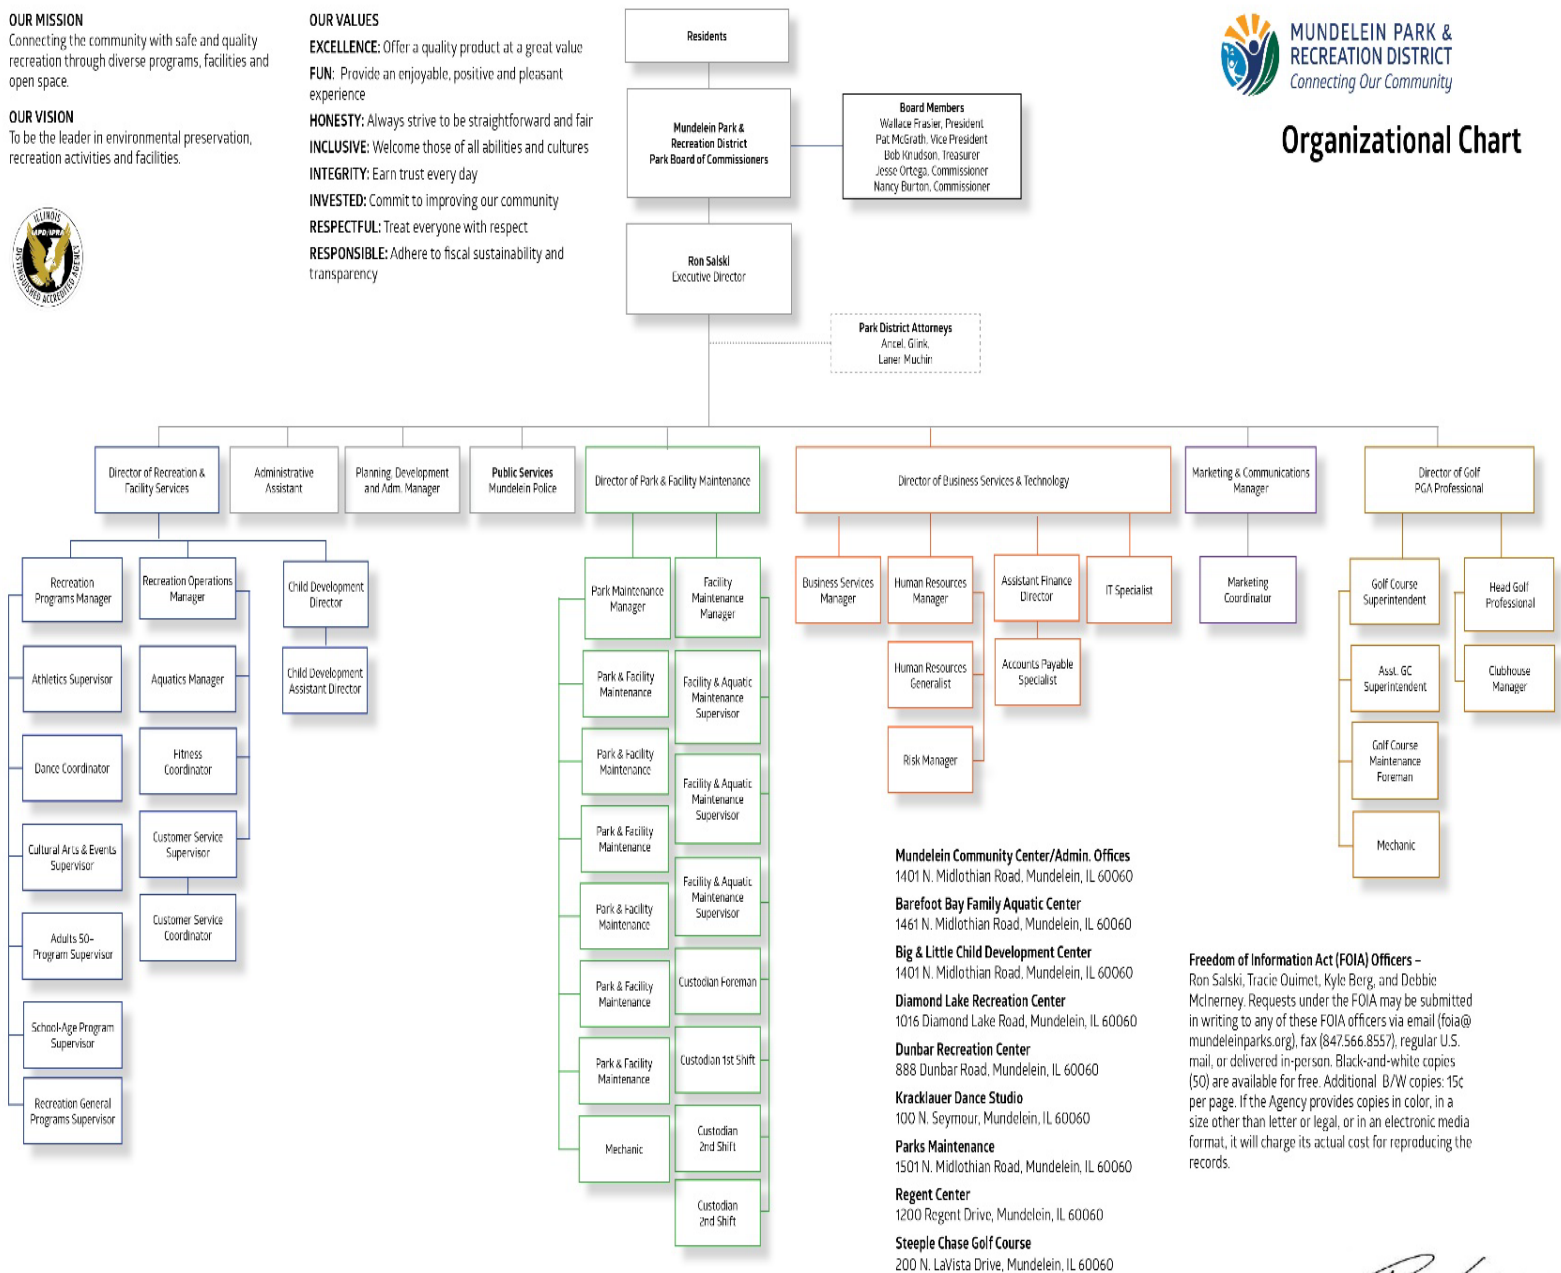 OUR MISSION
Connecting the community with safe and quality
recreation through diverse programs, facilities and
open space.
OUR VISION
To be the leader in environmental preservation,
recreation activities and facilities.
ILLINOIS
IAPD/IPRA
DISTINGUISHED ACCREDITED AGENCY
OUR VALUES
EXCELLENCE: Offer a quality product at a great value
FUN: Provide an enjoyable, positive and pleasant
experience
HONESTY: Always strive to be straightforward and fair
INCLUSIVE: Welcome those of all abilities and cultures
INTEGRITY: Earn trust every day
INVESTED: Commit to improving our community
RESPECTFUL: Treat everyone with respect
RESPONSIBLE: Adhere to fiscal sustainability and
transparency
Residents
Mundelein Park &
Recreation District
Park Board of Commissioners
Board Members
Wallace Frasier, President
Pat McGrath, Vice President
Bob Knudson, Treasurer
Jesse Ortega, Commissioner
Nancy Burton, Commissioner
Ron Salski
Executive Director
Park District Attorneys
Ancel, Glink,
Laner Muchin
MUNDELEIN PARK &
RECREATION DISTRICT
Connecting Our Community
Organizational Chart
Director of Recreation &
Facility Services
Administrative
Assistant
Planning, Development
and Adm. Manager
Public Services
Mundelein Police
Director of Park & Facility Maintenance
Director of Business Services & Technology
Marketing & Communications
Manager
Director of Golf
PGA Professional
Recreation
Programs Manager
Athletics Supervisor
Dance Coordinator
Cultural Arts & Events
Supervisor
Adults 50–
Program Supervisor
School-Age Program
Supervisor
Recreation General
Programs Supervisor
Recreation Operations
Manager
Aquatics Manager
Fitness
Coordinator
Customer Service
Supervisor
Customer Service
Coordinator
Child Development
Director
Child Development
Assistant Director
Park Maintenance
Manager
Park & Facility
Maintenance
Park & Facility
Maintenance
Park & Facility
Maintenance
Park & Facility
Maintenance
Park & Facility
Maintenance
Park & Facility
Maintenance
Mechanic
Facility
Maintenance
Manager
Facility & Aquatic
Maintenance
Supervisor
Facility & Aquatic
Maintenance
Supervisor
Facility & Aquatic
Maintenance
Supervisor
Custodian Foreman
Custodian 1st Shift
Custodian
2nd Shift
Custodian
2nd Shift
Business Services
Manager
Human Resources
Manager
Human Resources
Generalist
Risk Manager
Assistant Finance
Director
Accounts Payable
Specialist
IT Specialist
Marketing
Coordinator
Golf Course
Superintendent
Asst. GC
Superintendent
Golf Course
Maintenance
Foreman
Mechanic
Head Golf
Professional
Clubhouse
Manager
Mundelein Community Center/Admin. Offices
1401 N. Midlothian Road, Mundelein, IL 60060
Barefoot Bay Family Aquatic Center
1461 N. Midlothian Road, Mundelein, IL 60060
Big & Little Child Development Center
1401 N. Midlothian Road, Mundelein, IL 60060
Diamond Lake Recreation Center
1016 Diamond Lake Road, Mundelein, IL 60060
Dunbar Recreation Center
888 Dunbar Road, Mundelein, IL 60060
Kracklauer Dance Studio
100 N. Seymour, Mundelein, IL 60060
Parks Maintenance
1501 N. Midlothian Road, Mundelein, IL 60060
Regent Center
1200 Regent Drive, Mundelein, IL 60060
Steeple Chase Golf Course
200 N. LaVista Drive, Mundelein, IL 60060
Freedom of Information Act (FOIA) Officers –
Ron Salski, Tracie Ouimet, Kyle Berg, and Debbie
McInerney. Requests under the FOIA may be submitted
in writing to any of these FOIA officers via email (foia@
mundeleinparks.org), fax (847.566.8557), regular U.S.
mail, or delivered in-person. Black-and-white copies
(50) are available for free. Additional B/W copies: 15¢
per page. If the Agency provides copies in color, in a
size other than letter or legal, or in an electronic media
format, it will charge its actual cost for reproducing the
records.